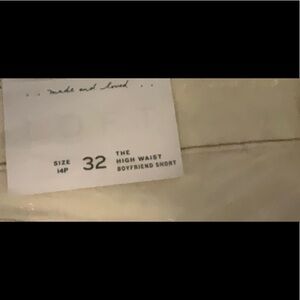 .. made and loved ..
SIZE 14P
32
THE
HIGH WAIST
BOYFRIEND SHORT